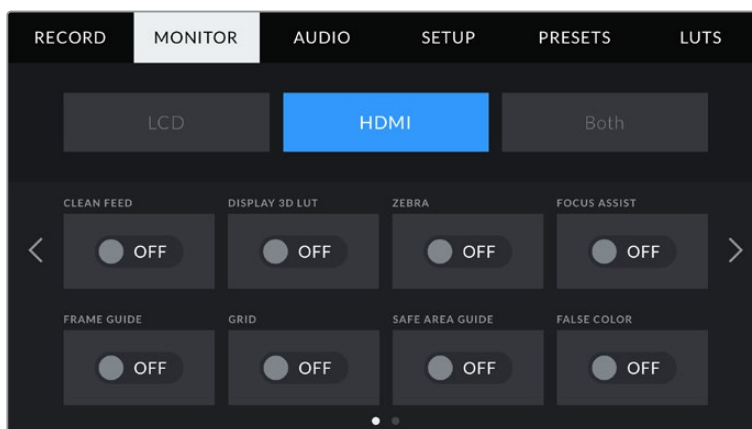 RECORD MONITOR AUDIO SETUP PRESETS LUTS
LCD HDMI Both
CLEAN FEED DISPLAY 3D LUT ZEBRA FOCUS ASSIST
OFF OFF OFF OFF
FRAME GUIDE GRID SAFE AREA GUIDE FALSE COLOR
OFF OFF OFF OFF